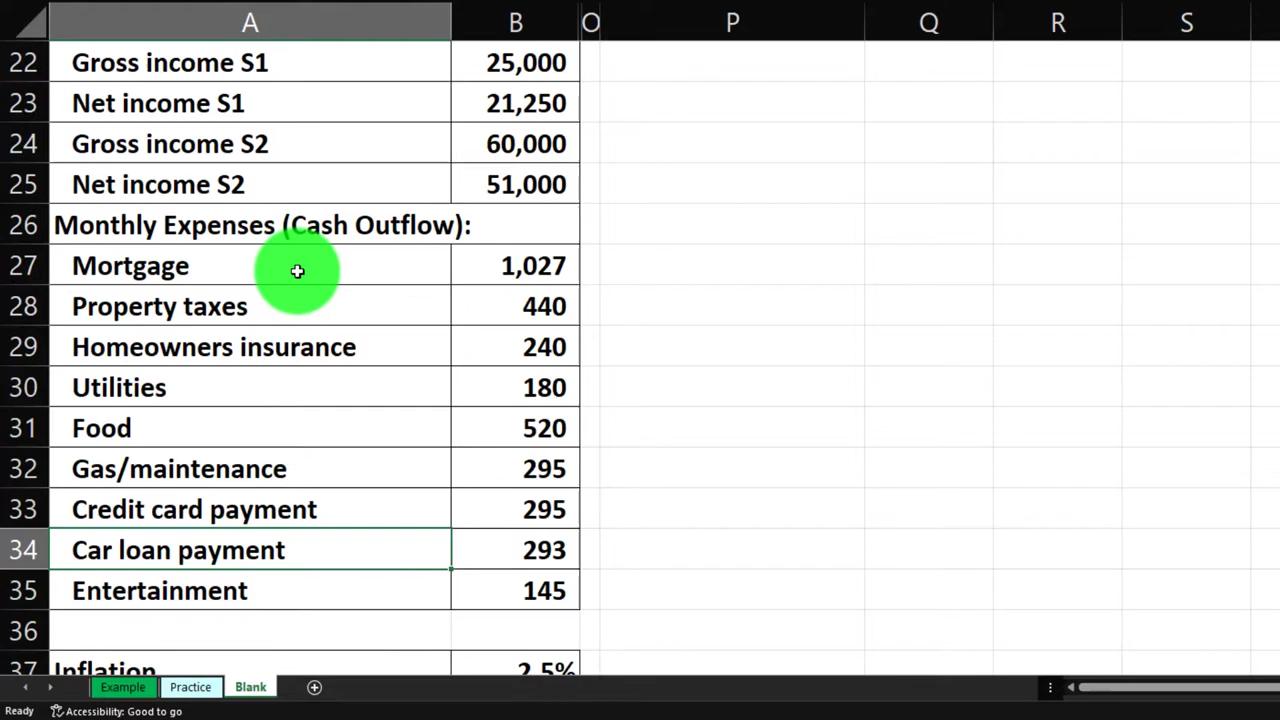 A B O P Q R S
22 Gross income S1 25,000
23 Net income S1 21,250
24 Gross income S2 60,000
25 Net income S2 51,000
26 Monthly Expenses (Cash Outflow):
27 Mortgage 1,027
28 Property taxes 440
29 Homeowners insurance 240
30 Utilities 180
31 Food 520
32 Gas/maintenance 295
33 Credit card payment 295
34 Car loan payment 293
35 Entertainment 145
36
37 Inflation 2.5%
Example Practice Blank
Ready Accessibility: Good to go